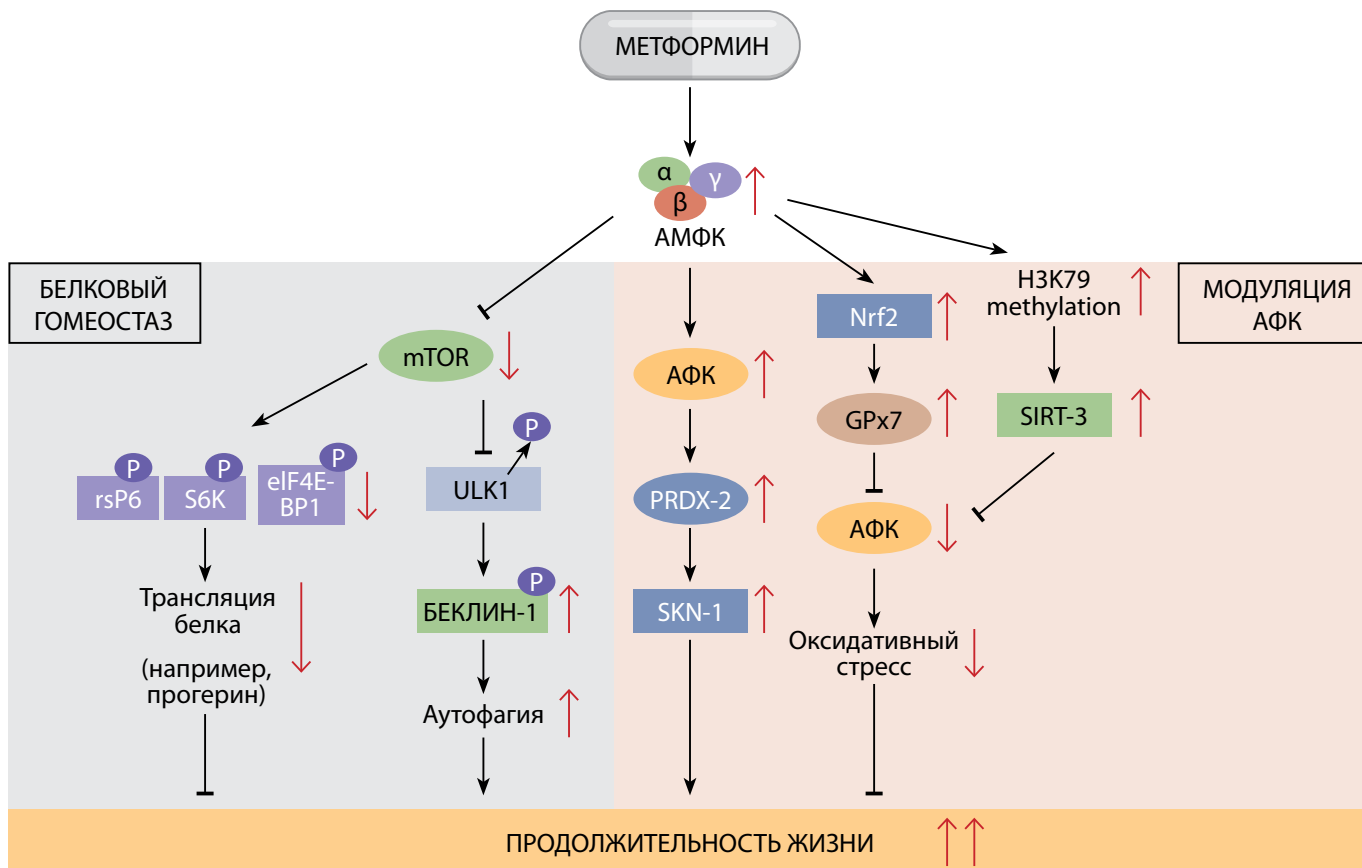 МЕТФОРМИН
α
γ
β
АМФК
БЕЛКОВЫЙ
ГОМЕОСТАЗ
МОДУЛЯЦИЯ
АФК
mTOR
P
P
P
rsP6
S6K
eIF4E-
BP1
Трансляция
белка
(например,
прогерин)
P
ULK1
P
БЕКЛИН-1
Аутофагия
АФК
PRDX-2
SKN-1
Nrf2
GPx7
АФК
Оксидативный
стресс
H3K79
methylation
SIRT-3
ПРОДОЛЖИТЕЛЬНОСТЬ ЖИЗНИ